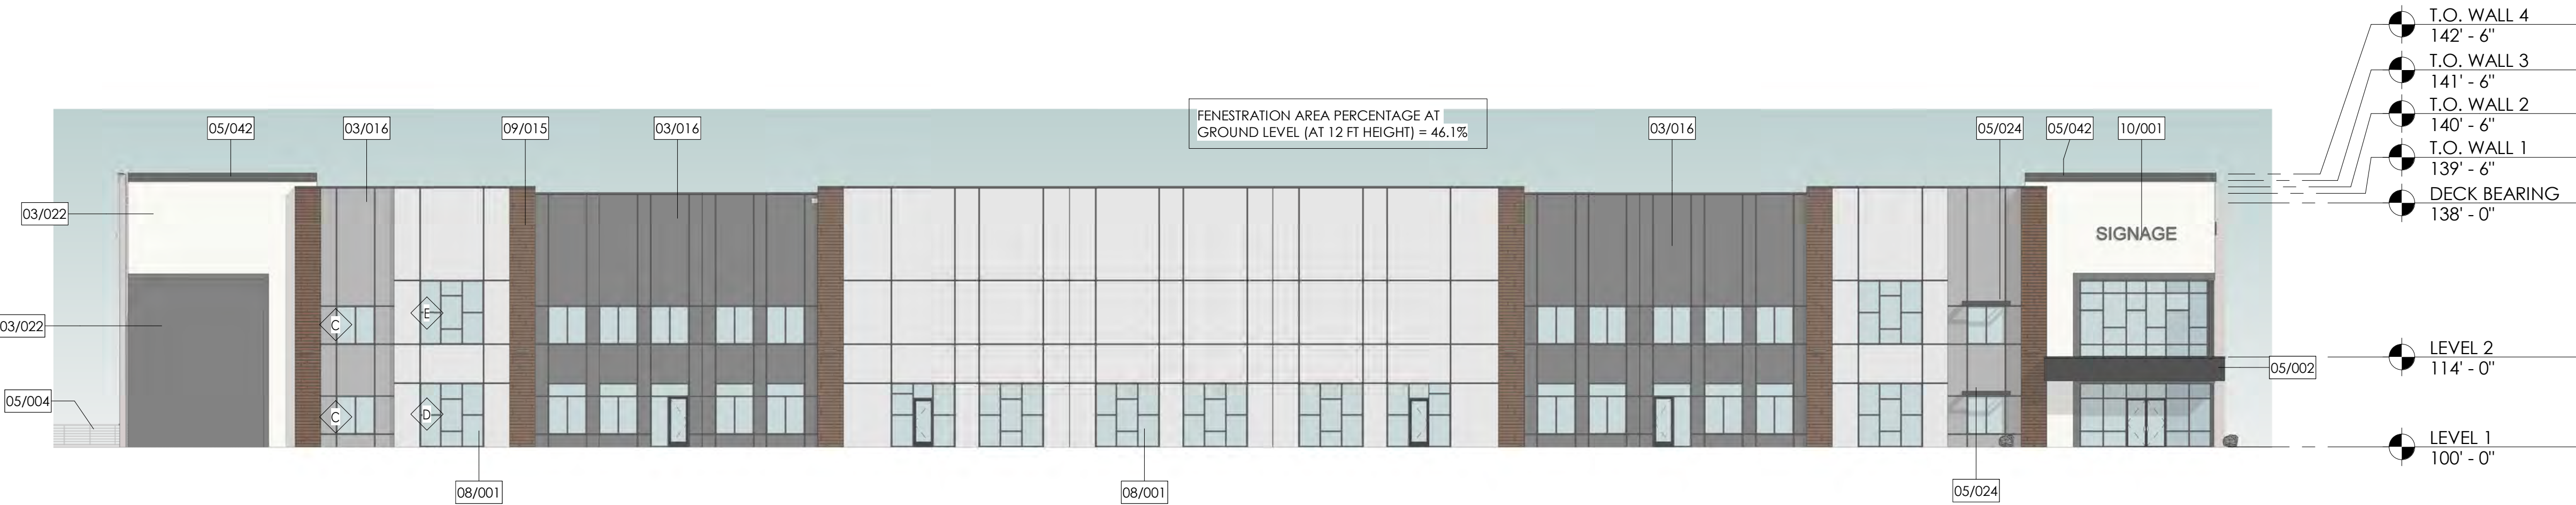 T.O. WALL 4
142' - 6"
T.O. WALL 3
141' - 6"
T.O. WALL 2
140' - 6"
T.O. WALL 1
139' - 6"
DECK BEARING
138' - 0"
FENESTRATION AREA PERCENTAGE AT
GROUND LEVEL (AT 12 FT HEIGHT) = 46.1%
05/042
03/016
09/015
03/016
03/016
05/024
05/042
10/001
03/022
SIGNAGE
03/022
C
E
LEVEL 2
114' - 0"
05/002
05/004
C
D
LEVEL 1
100' - 0"
08/001
08/001
05/024